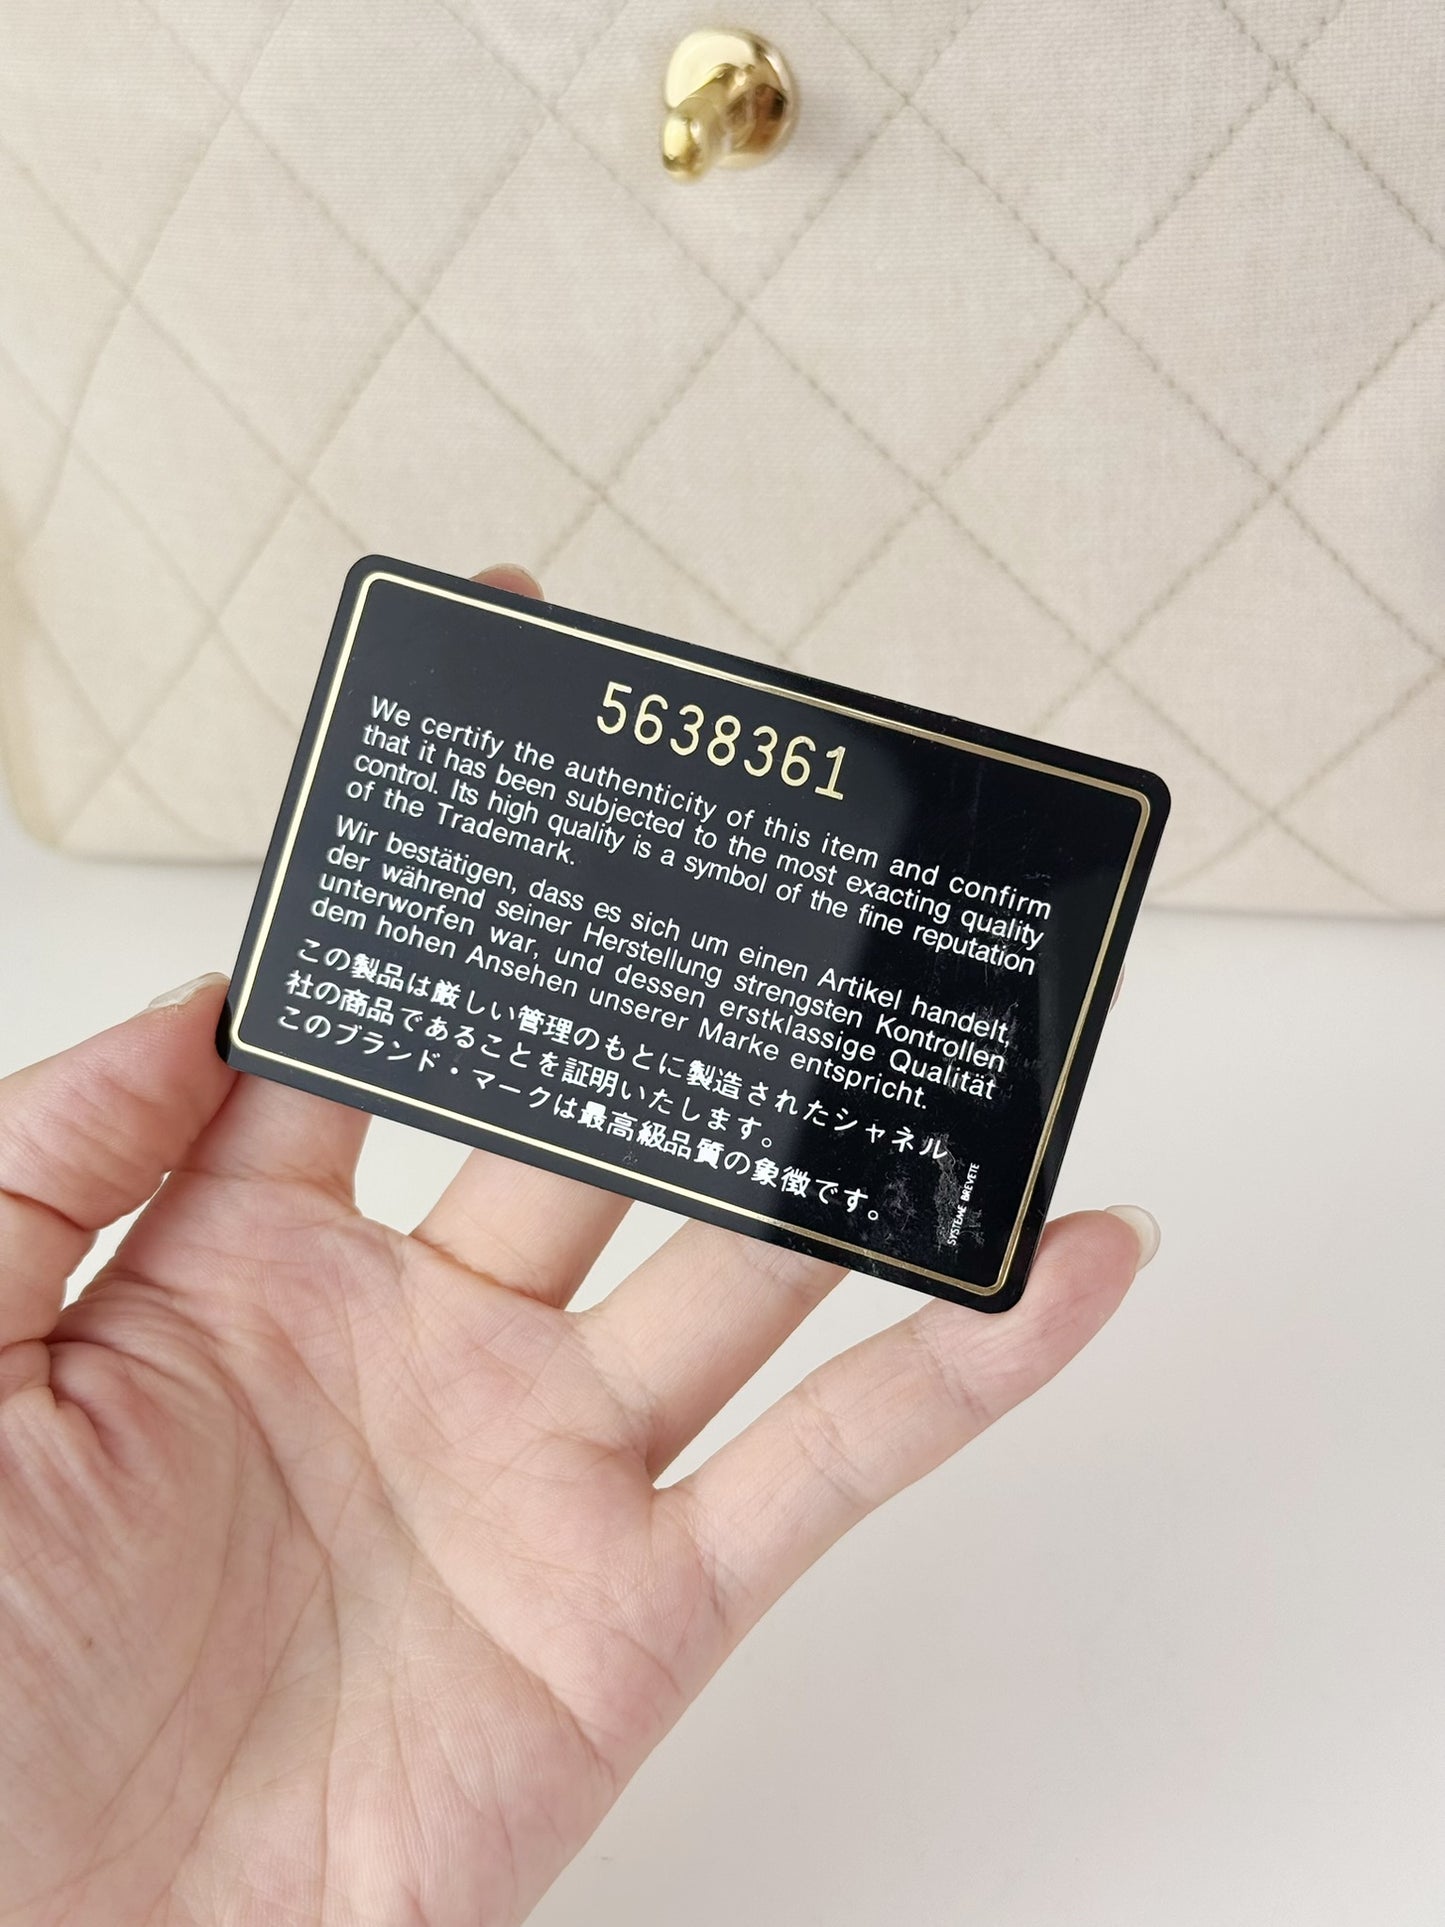 5638361
We certify the authenticity of this item and confirm
that it has been subjected to the most exacting quality
control. Its high quality is a symbol of the fine reputation
of the Trademark.
Wir bestätigen, dass es sich um einen Artikel handelt,
der während seiner Herstellung strengsten Kontrollen
unterworfen war, und dessen erstklassige Qualität
dem hohen Ansehen unserer Marke entspricht.
この製品は厳しい管理のもとに製造されたシャネル
社の商品であることを証明いたします。
このブランド・マークは最高級品質の象徴です。
SYSTEME BREVETE